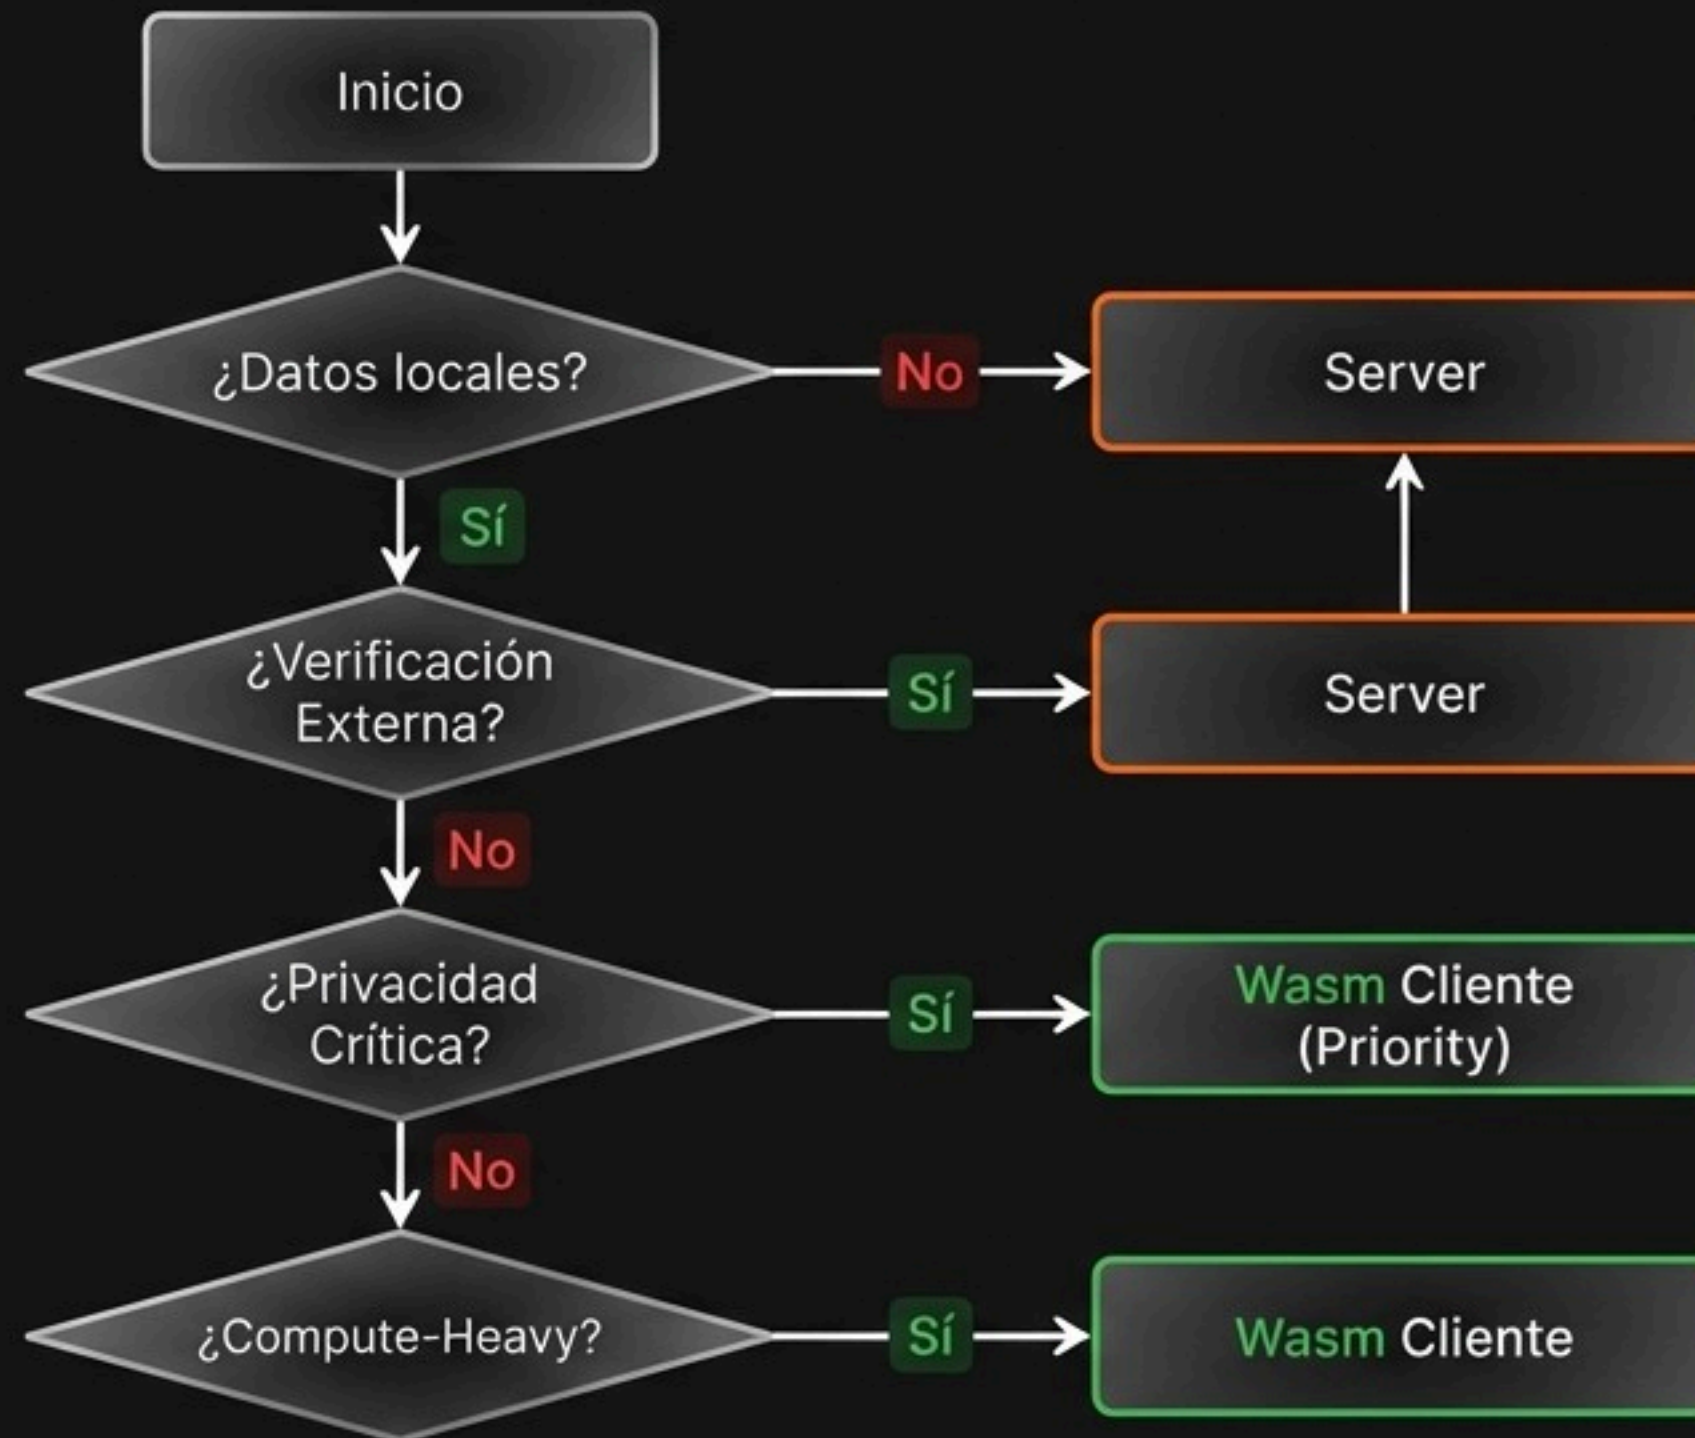 Inicio
¿Datos locales?
No
Server
Sí
¿Verificación
Externa?
Sí
Server
No
¿Privacidad
Crítica?
Sí
Wasm Cliente
(Priority)
No
¿Compute-Heavy?
Sí
Wasm Cliente